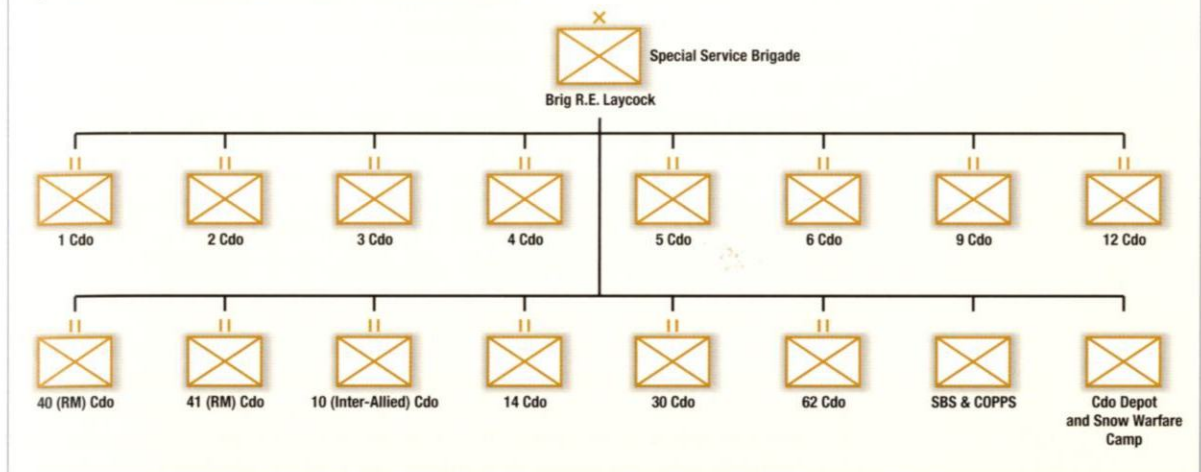 Special Service Brigade
Brig R.E. Laycock
1 Cdo
2 Cdo
3 Cdo
4 Cdo
5 Cdo
6 Cdo
9 Cdo
12 Cdo
40 (RM) Cdo
41 (RM) Cdo
10 (Inter-Allied) Cdo
14 Cdo
30 Cdo
62 Cdo
SBS & COPPS
Cdo Depot
and Snow Warfare
Camp